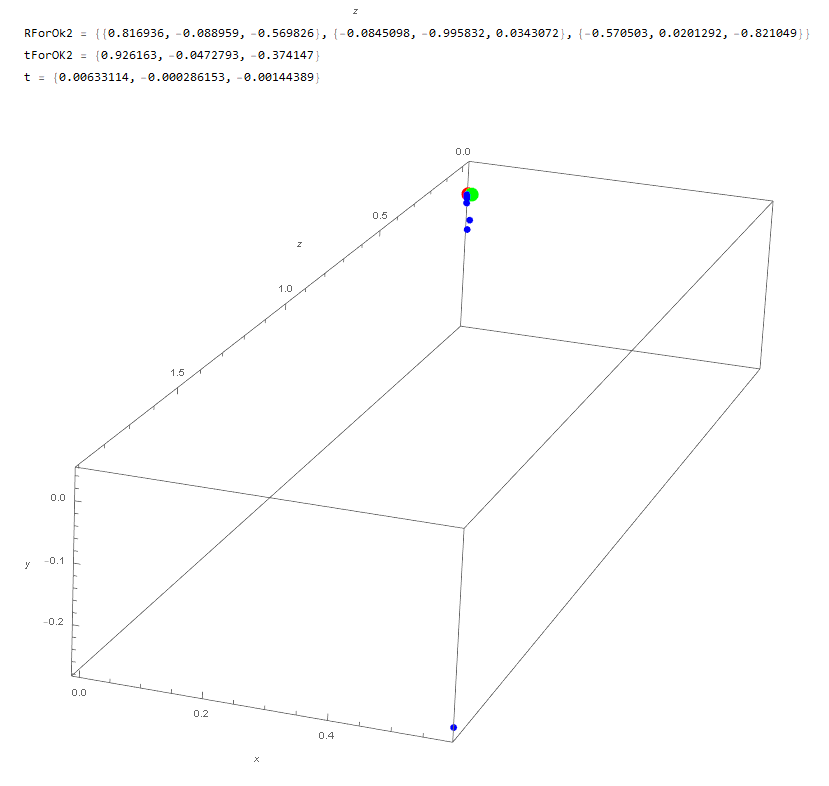 z
RForOk2 = {{0.816936, -0.088959, -0.569826}, {-0.0845098, -0.995832, 0.0343072}, {-0.570503, 0.0201292, -0.821049}}
tForOK2 = {0.926163, -0.0472793, -0.374147}
t = {0.00633114, -0.000286153, -0.00144389}
0.0
0.5
z
1.0
1.5
0.0
y
-0.1
-0.2
0.0
0.2
0.4
x